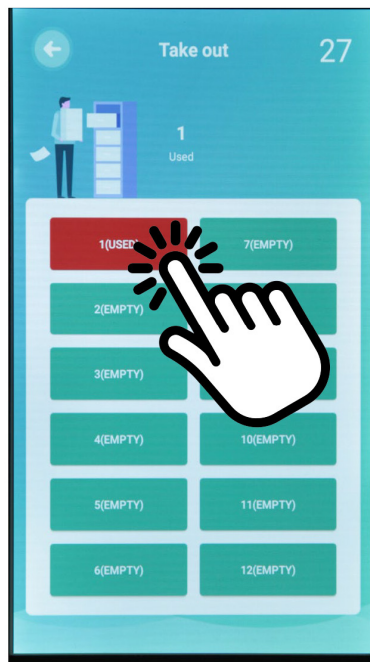 Take out
27
1
Used
1(USED)
7(EMPTY)
2(EMPTY)
3(EMPTY)
4(EMPTY)
10(EMPTY)
5(EMPTY)
11(EMPTY)
6(EMPTY)
12(EMPTY)